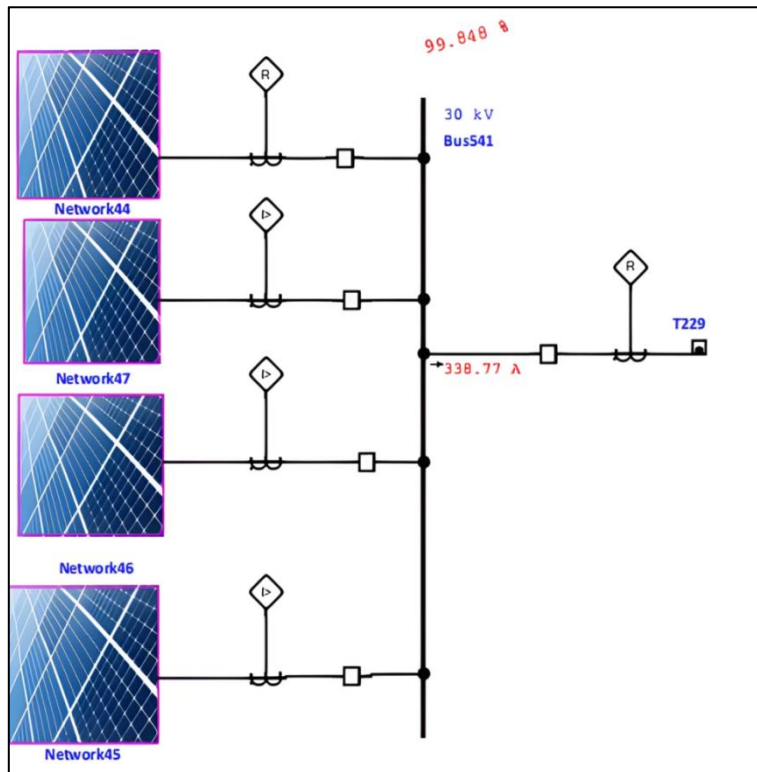 99.848 %
R
30 kV
Bus541
Network44
I>
R
T229
→338.77 A
Network47
I>
Network46
I>
Network45